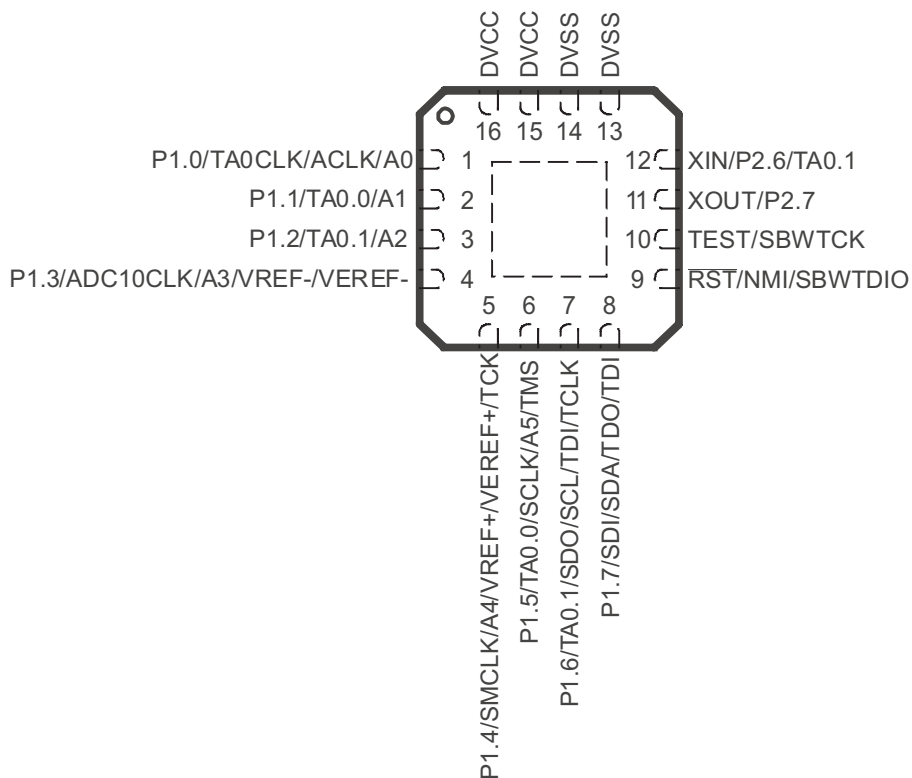 DVCC
DVCC
DVSS
DVSS
16
15
14
13
P1.0/TA0CLK/ACLK/A0
1
12
XIN/P2.6/TA0.1
P1.1/TA0.0/A1
2
11
XOUT/P2.7
P1.2/TA0.1/A2
3
10
TEST/SBWTCK
P1.3/ADC10CLK/A3/VREF-/VEREF-
4
9
RST/NMI/SBWTDIO
5
6
7
8
P1.4/SMCLK/A4/VREF+/VEREF+/TCK
P1.5/TA0.0/SCLK/A5/TMS
P1.6/TA0.1/SDO/SCL/TDI/TCLK
P1.7/SDI/SDA/TDO/TDI